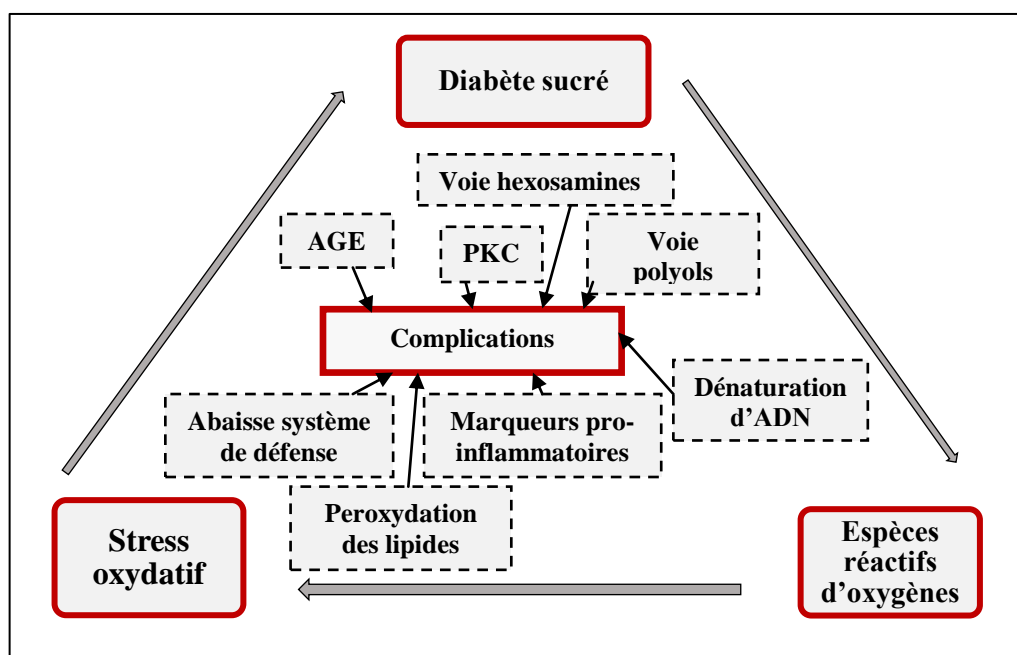 Diabète sucré
Voie hexosamines
AGE
PKC
Voie
polyols
Complications
Dénaturation
d'ADN
Abaisse système
de défense
Marqueurs pro-
inflammatoires
Peroxydation
des lipides
Stress
oxydatif
Espèces
réactifs
d'oxygènes